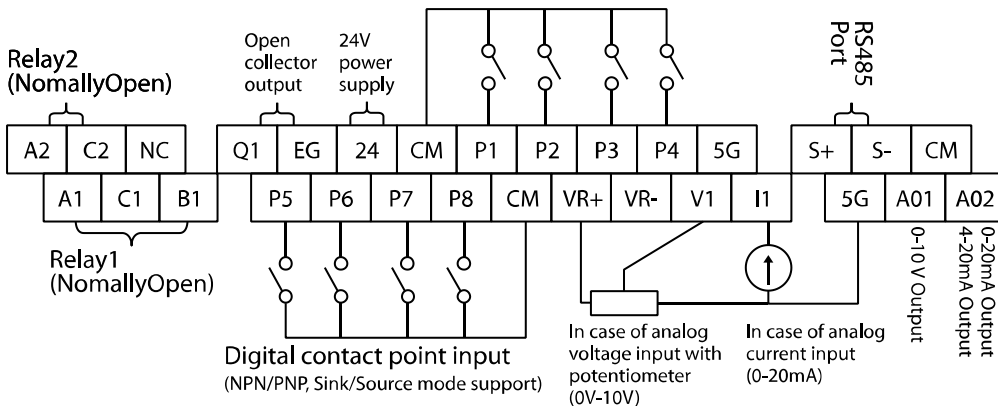 Relay2
(NomallyOpen)
Open
collector
output
24V
power
supply
RS485
Port
A2 C2 NC Q1 EG 24 CM P1 P2 P3 P4 5G S+ S- CM
A1 C1 B1 P5 P6 P7 P8 CM VR+ VR- V1 I1 5G A01 A02
Relay1
(NomallyOpen)
Digital contact point input
(NPN/PNP, Sink/Source mode support)
In case of analog
voltage input with
potentiometer
(0V-10V)
In case of analog
current input
(0-20mA)
0-10 V Output
0-20mA Output
4-20mA Output